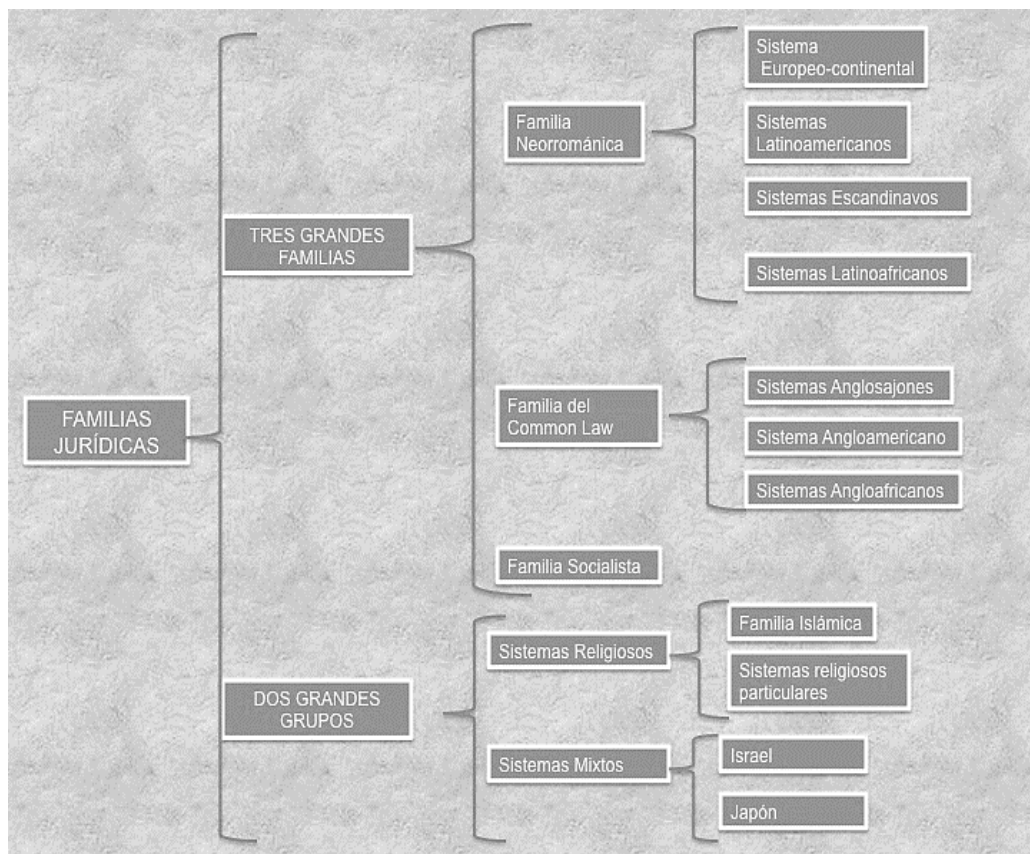 FAMILIAS
JURÍDICAS
TRES GRANDES
FAMILIAS
Familia
Neorrománica
Sistema
Europeo-continental
Sistemas
Latinoamericanos
Sistemas Escandinavos
Sistemas Latinoafricanos
Familia del
Common Law
Sistemas Anglosajones
Sistema Angloamericano
Sistemas Angloafricanos
Familia Socialista
DOS GRANDES
GRUPOS
Sistemas Religiosos
Familia Islámica
Sistemas religiosos
particulares
Sistemas Mixtos
Israel
Japón